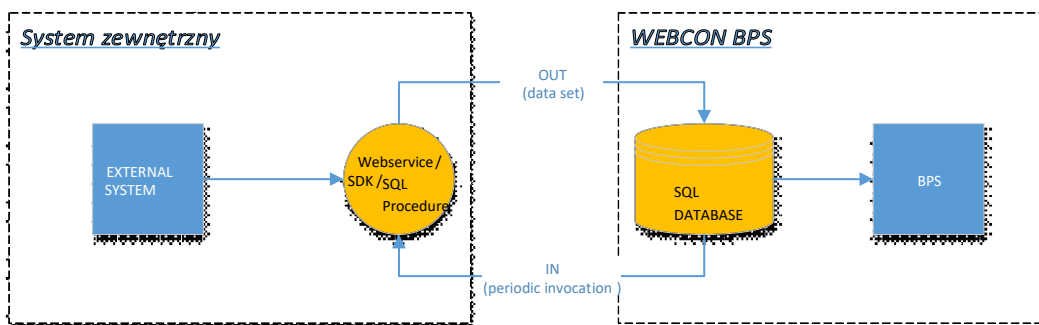 System zewnętrzny
WEBCON BPS
OUT
(data set)
EXTERNAL
SYSTEM
Webservice/
SDK/SQL
Procedure
SQL
DATABASE
BPS
IN
(periodic invocation )